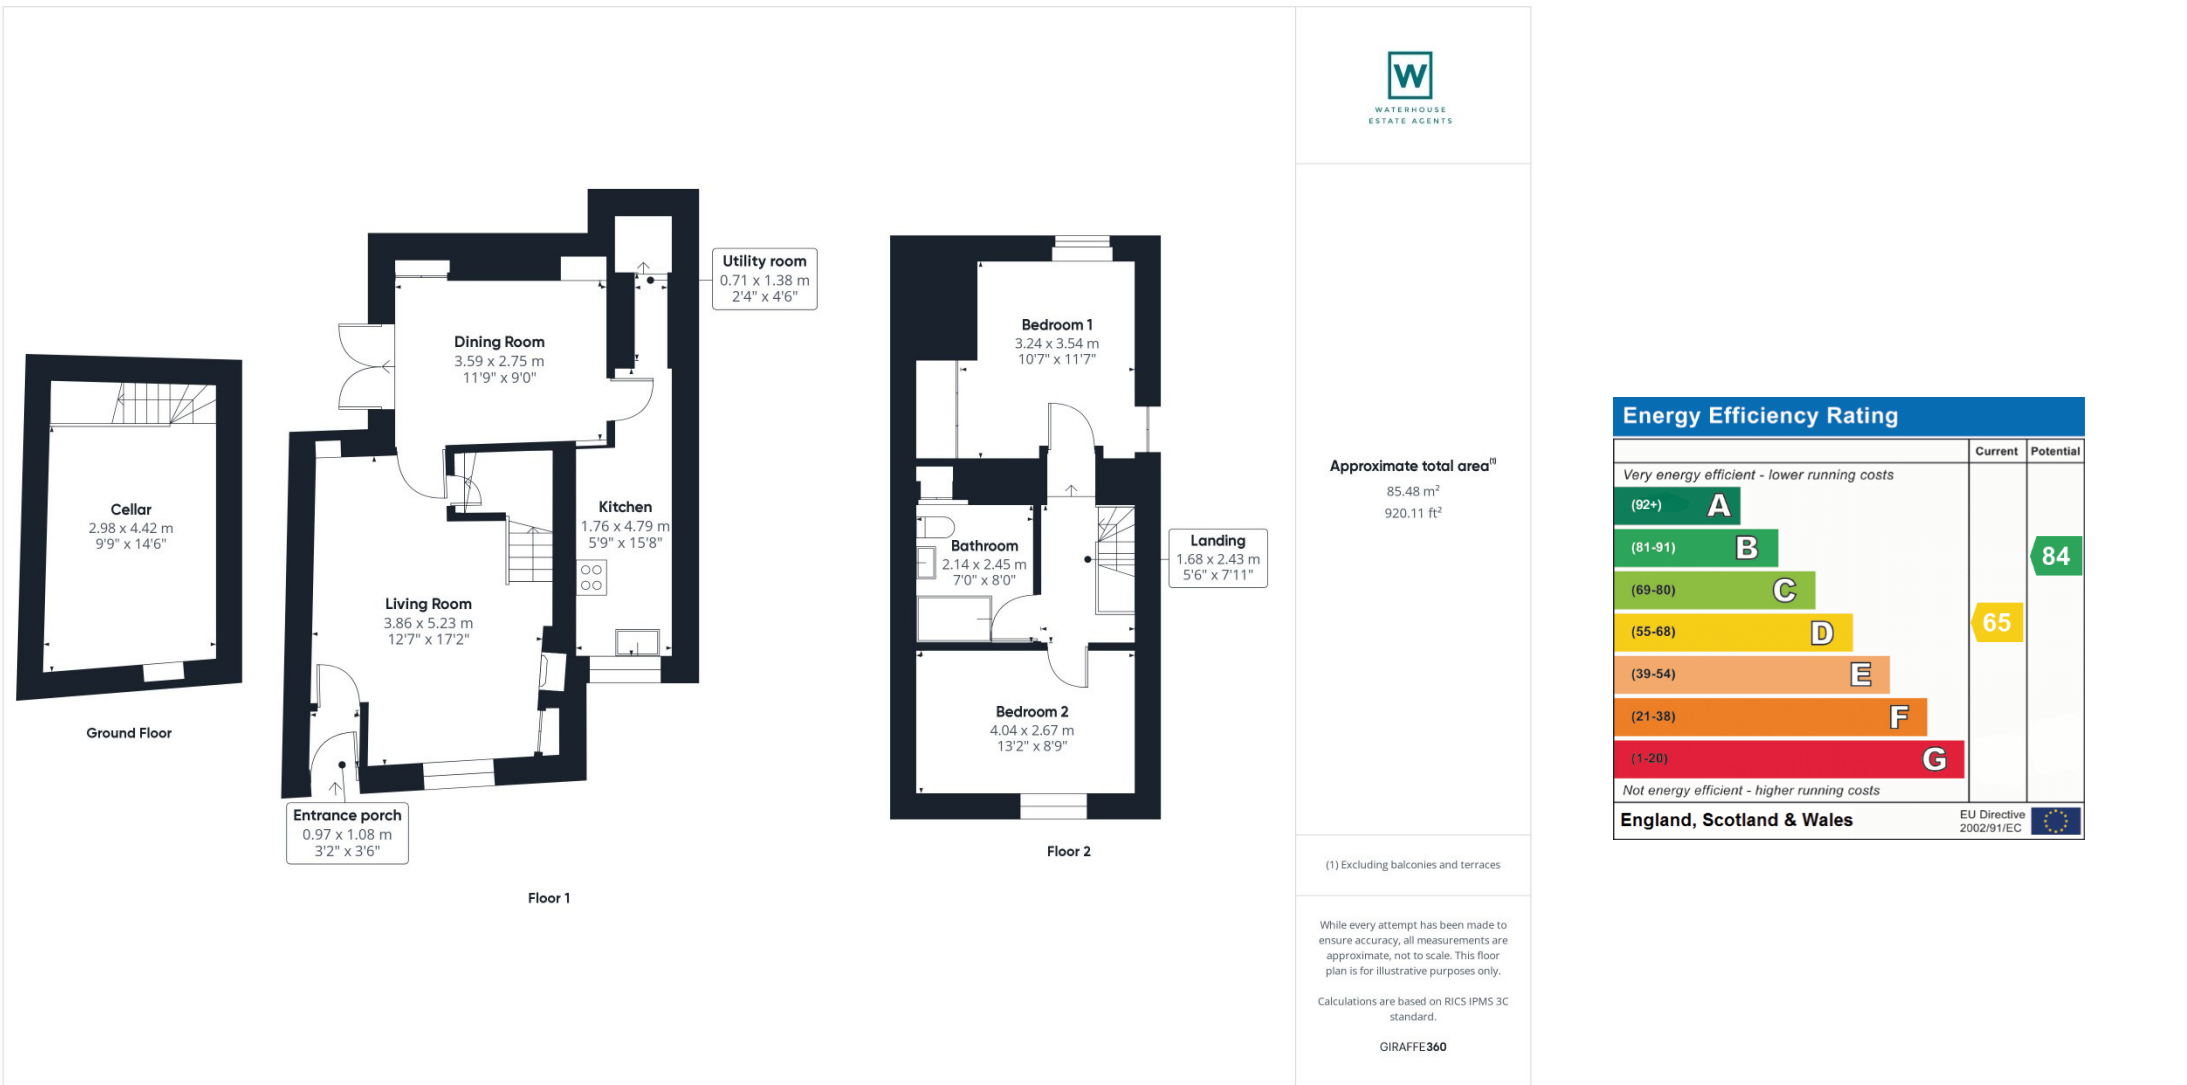 Cellar
2.98 x 4.42 m
9'9" x 14'6"
Ground Floor
Utility room
0.71 x 1.38 m
2'4" x 4'6"
Dining Room
3.59 x 2.75 m
11'9" x 9'0"
Kitchen
1.76 x 4.79 m
5'9" x 15'8"
Living Room
3.86 x 5.23 m
12'7" x 17'2"
Entrance porch
0.97 x 1.08 m
3'2" x 3'6"
Floor 1
Bedroom 1
3.24 x 3.54 m
10'7" x 11'7"
Bathroom
2.14 x 2.45 m
7'0" x 8'0"
Landing
1.68 x 2.43 m
5'6" x 7'11"
Bedroom 2
4.04 x 2.67 m
13'2" x 8'9"
Floor 2
W
WATERHOUSE
ESTATE AGENTS
Approximate total area(1)
85.48 m²
920.11 ft²
(1) Excluding balconies and terraces
While every attempt has been made to
ensure accuracy, all measurements are
approximate, not to scale. This floor
plan is for illustrative purposes only.
Calculations are based on RICS IPMS 3C
standard.
GIRAFFE360
Energy Efficiency Rating
Current Potential
Very energy efficient - lower running costs
(92+) A
(81-91) B
(69-80) C
(55-68) D
(39-54) E
(21-38) F
(1-20) G
84
65
Not energy efficient - higher running costs
England, Scotland & Wales
EU Directive
2002/91/EC